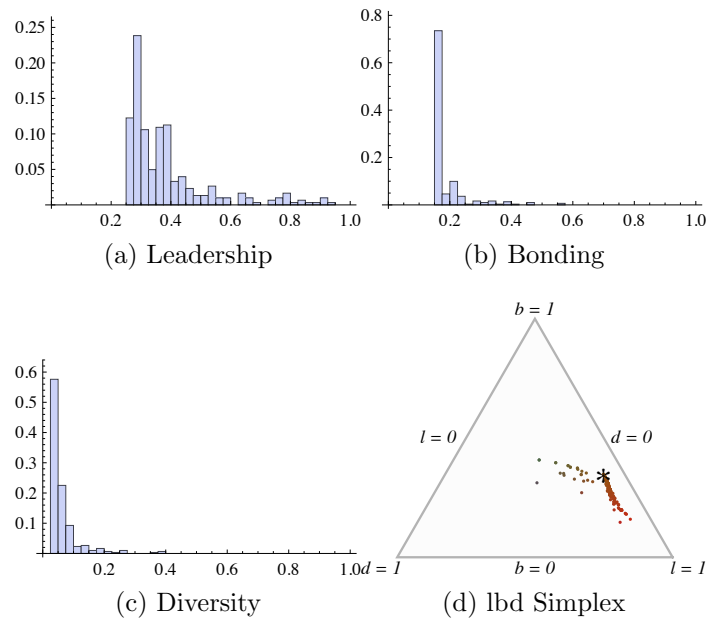 0.25
0.20
0.15
0.10
0.05
0.2 0.4 0.6 0.8 1.0
(a) Leadership
0.8
0.6
0.4
0.2
0.2 0.4 0.6 0.8 1.0
(b) Bonding
0.6
0.5
0.4
0.3
0.2
0.1
0.2 0.4 0.6 0.8 1.0
(c) Diversity
b = 1
l = 0 d = 0
*
d = 1 b = 0 l = 1
(d) lbd Simplex